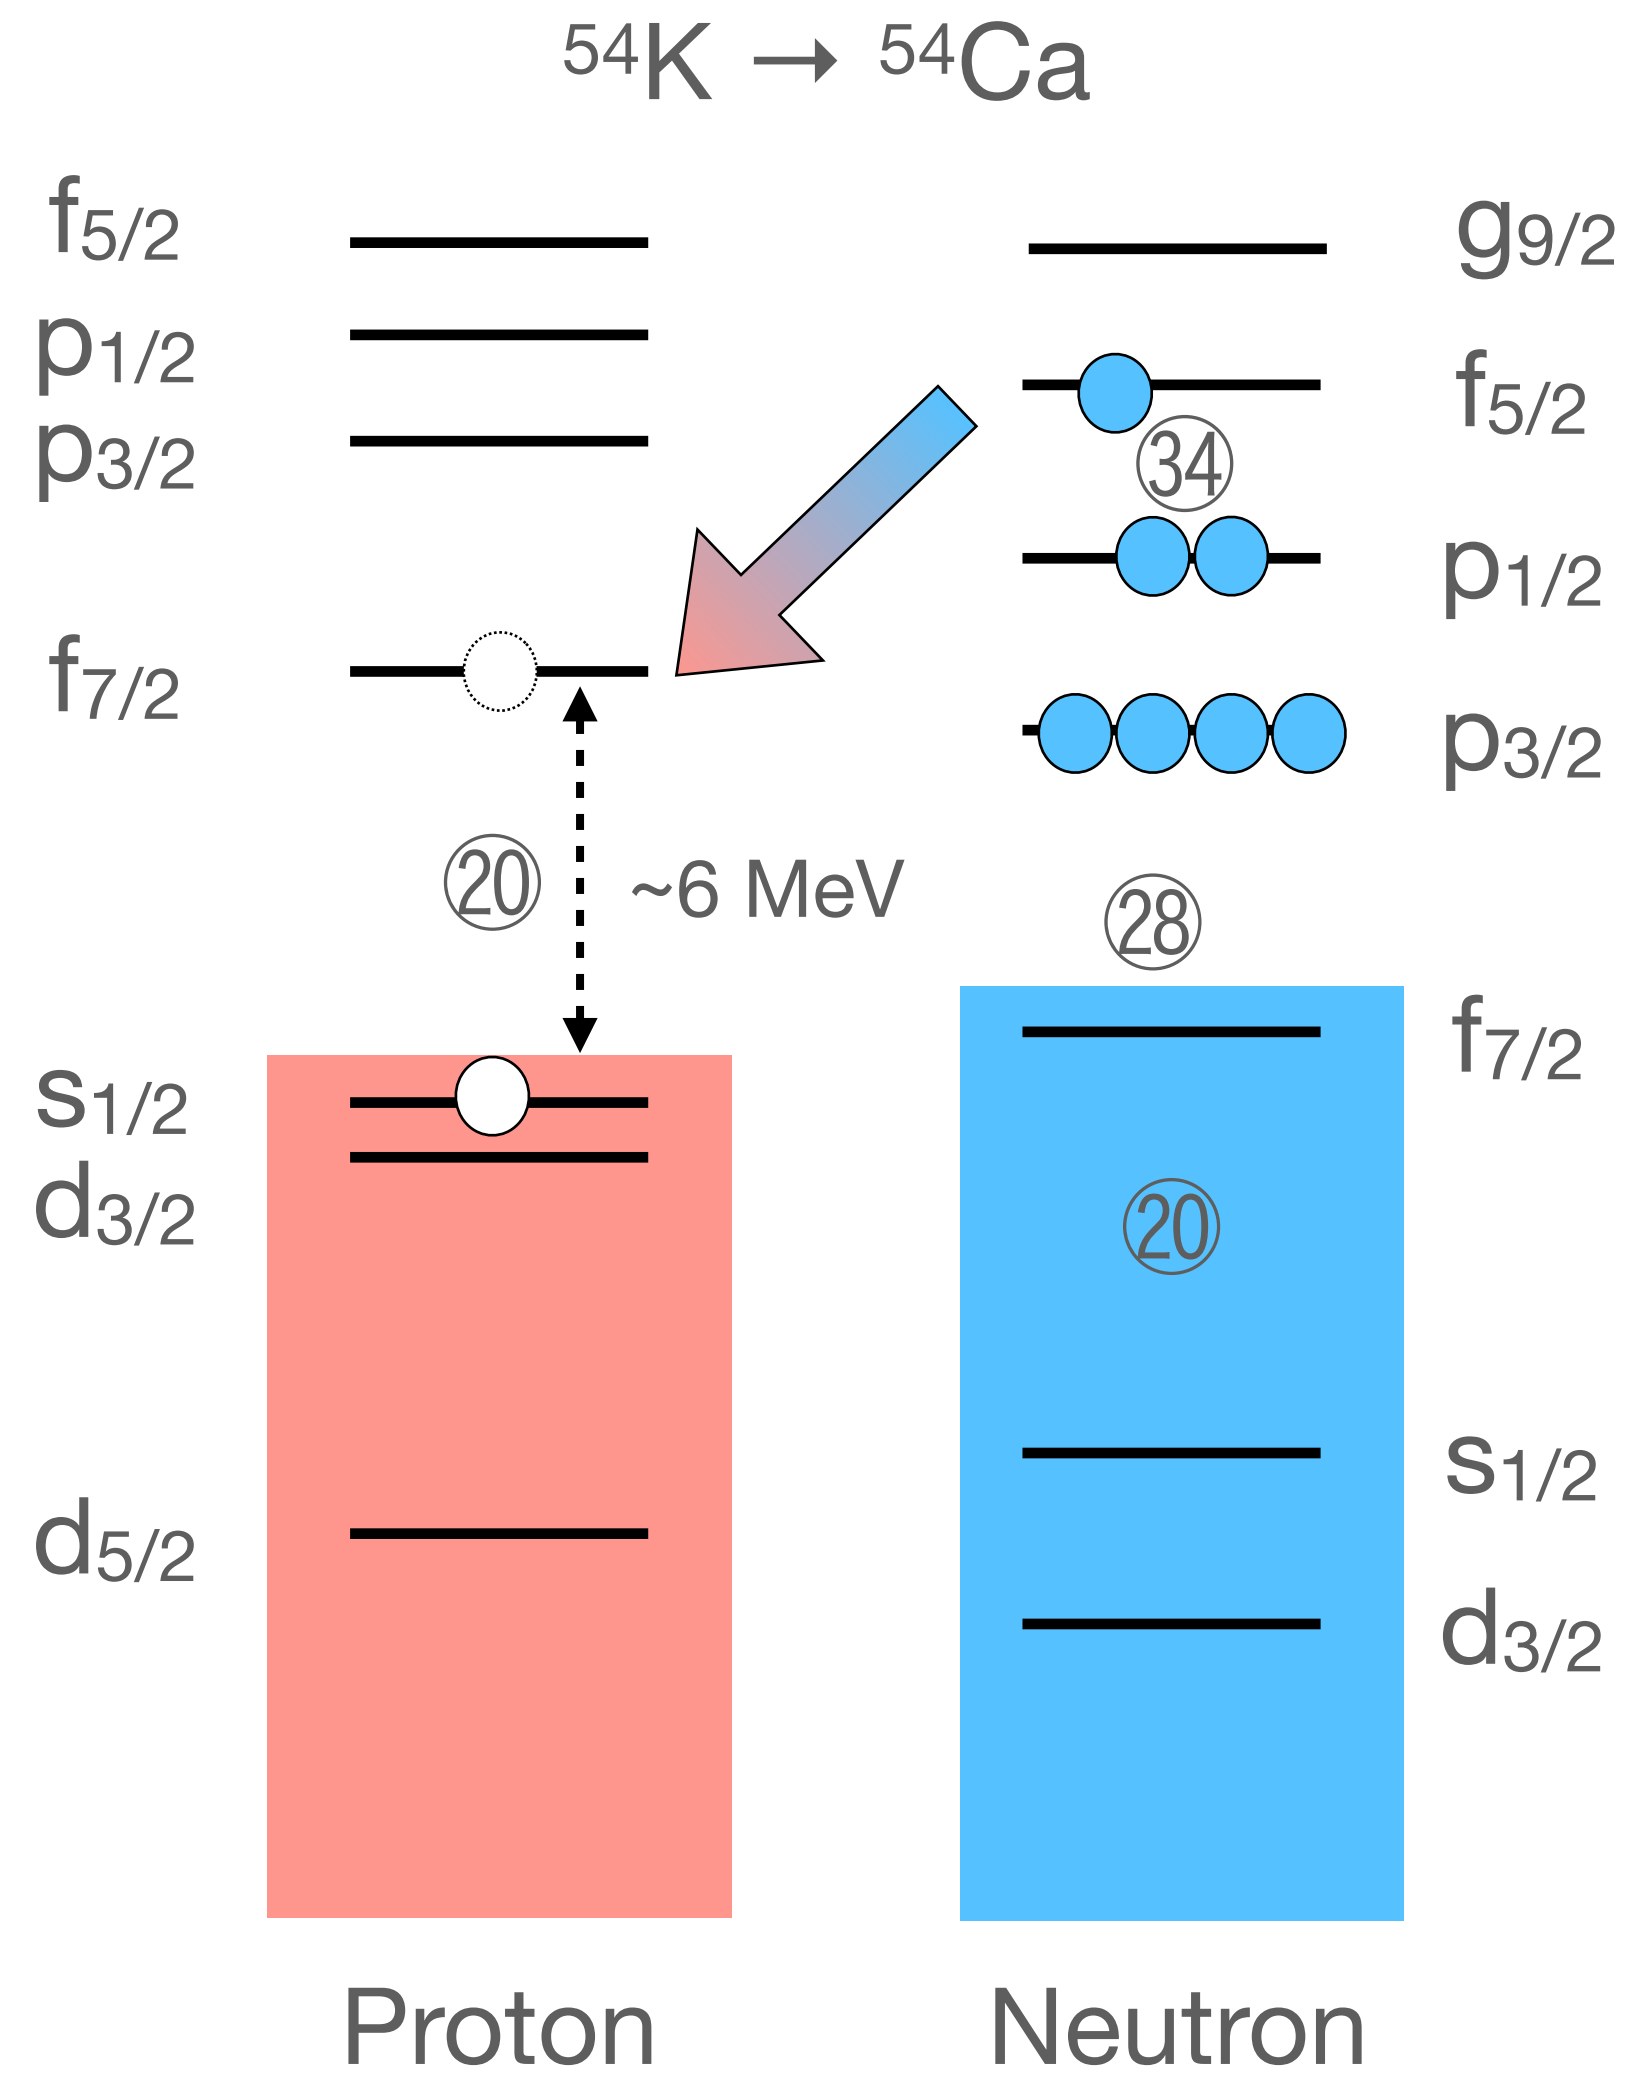 ⁵⁴K → ⁵⁴Ca
f5/2
g9/2
p1/2
f5/2
p3/2
㉞
p1/2
f7/2
p3/2
⑳ ~6 MeV
㉘
s1/2
f7/2
d3/2
⑳
s1/2
d5/2
d3/2
Proton
Neutron